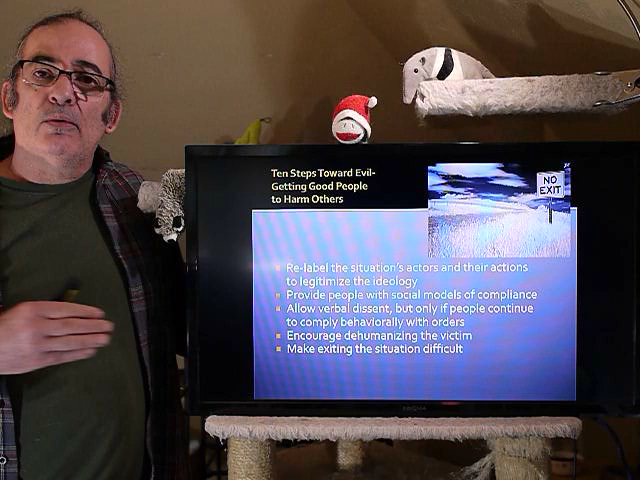 Ten Steps Toward Evil-
Getting Good People
to Harm Others
NO
EXIT
Re-label the situation's actors and their actions
to legitimize the ideology
Provide people with social models of compliance
Allow verbal dissent, but only if people continue
to comply behaviorally with orders
Encourage dehumanizing the victim
Make exiting the situation difficult